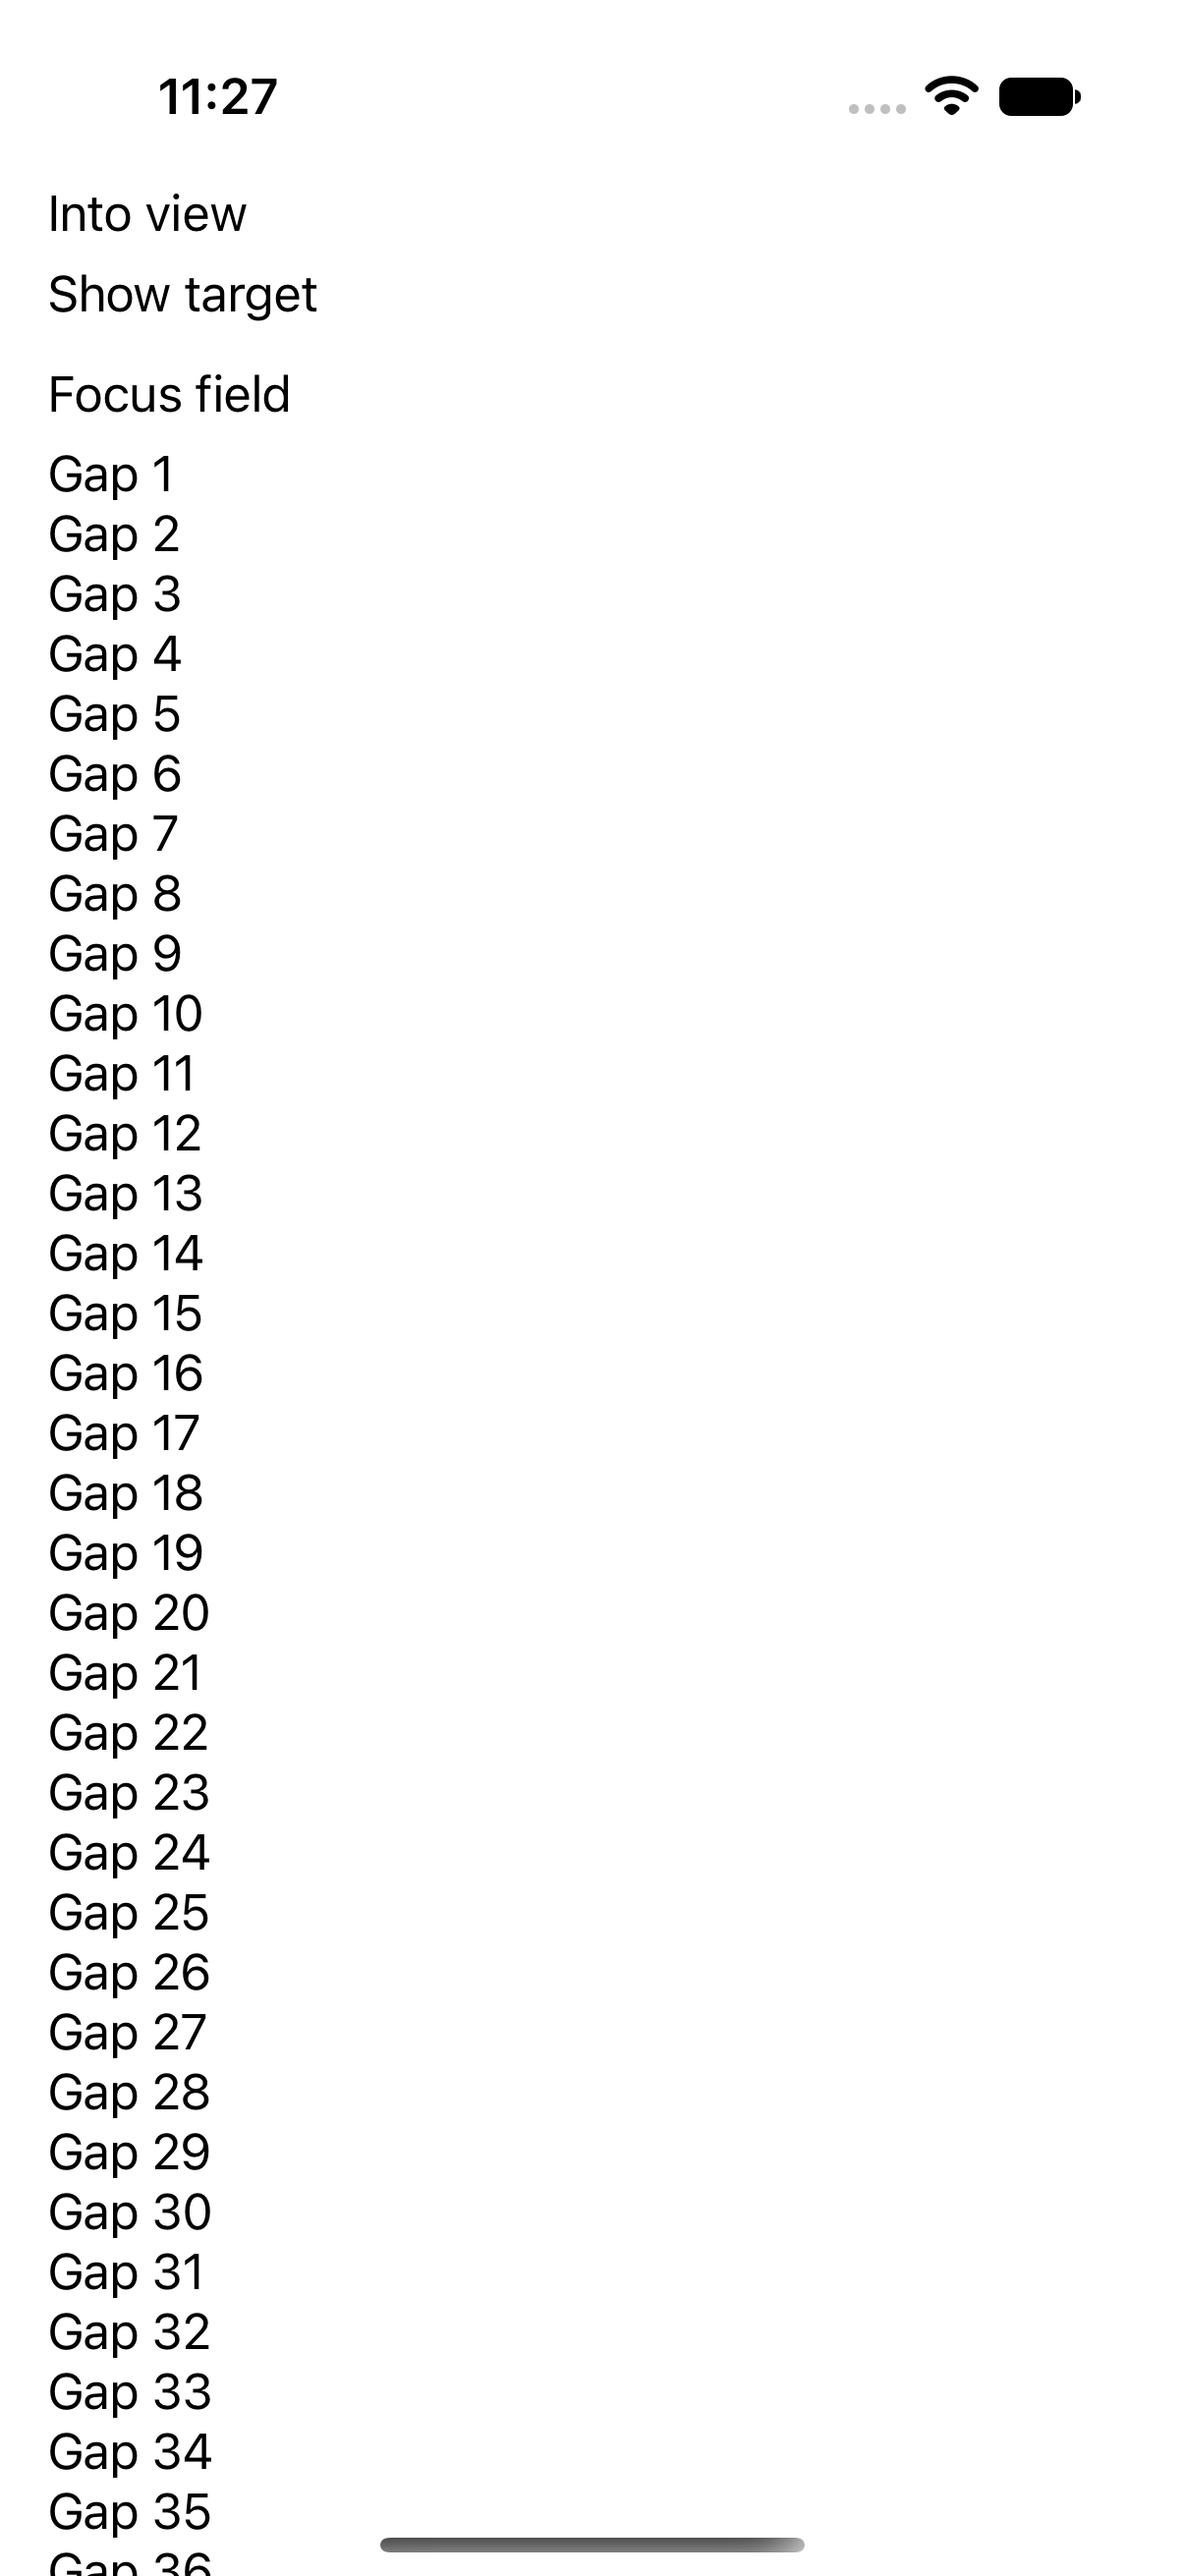 11:27
Into view
Show target
Focus field
Gap 1
Gap 2
Gap 3
Gap 4
Gap 5
Gap 6
Gap 7
Gap 8
Gap 9
Gap 10
Gap 11
Gap 12
Gap 13
Gap 14
Gap 15
Gap 16
Gap 17
Gap 18
Gap 19
Gap 20
Gap 21
Gap 22
Gap 23
Gap 24
Gap 25
Gap 26
Gap 27
Gap 28
Gap 29
Gap 30
Gap 31
Gap 32
Gap 33
Gap 34
Gap 35
Gap 36